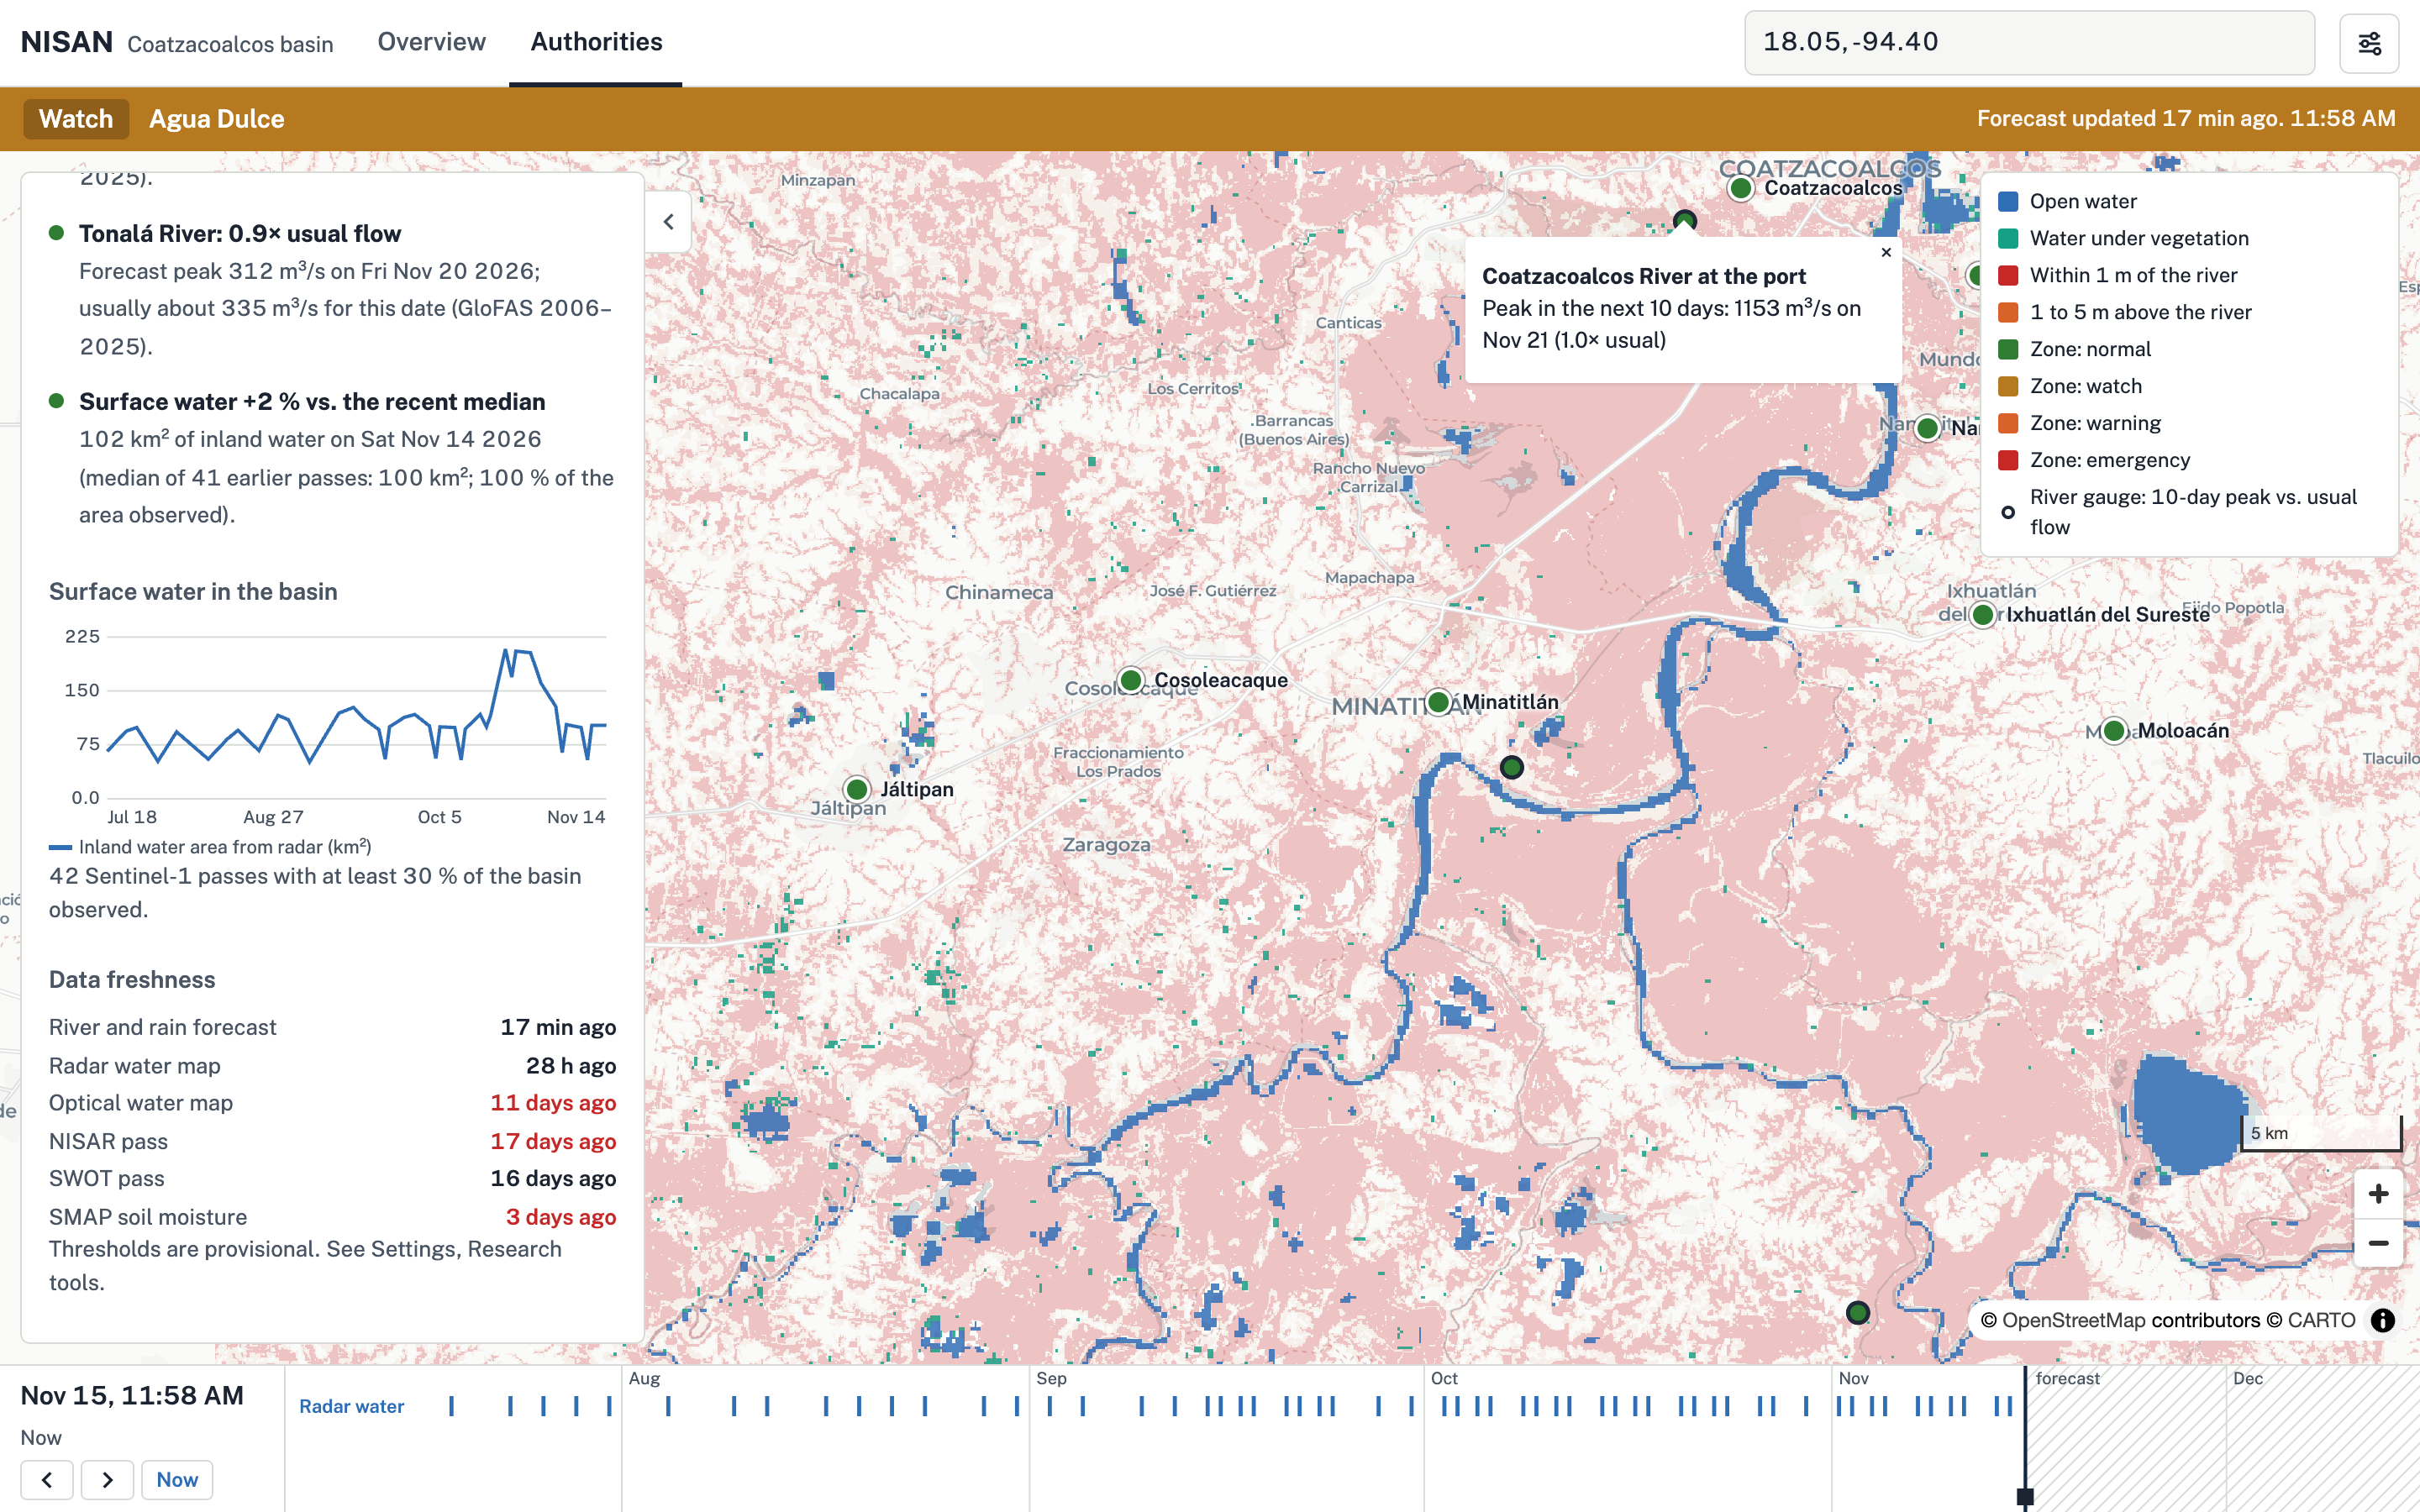 NISAN Coatzacoalcos basin Overview Authorities
18.05,-94.40
Watch Agua Dulce
Forecast updated 17 min ago. 11:58 AM
2025).
Tonalá River: 0.9× usual flow
Forecast peak 312 m³/s on Fri Nov 20 2026;
usually about 335 m³/s for this date (GloFAS 2006–
2025).
Surface water +2 % vs. the recent median
102 km² of inland water on Sat Nov 14 2026
(median of 41 earlier passes: 100 km²; 100 % of the
area observed).
Surface water in the basin
225
150
75
0.0
Jul 18 Aug 27 Oct 5 Nov 14
Inland water area from radar (km²)
42 Sentinel-1 passes with at least 30 % of the basin
observed.
Data freshness
River and rain forecast 17 min ago
Radar water map 28 h ago
Optical water map 11 days ago
NISAR pass 17 days ago
SWOT pass 16 days ago
SMAP soil moisture 3 days ago
Thresholds are provisional. See Settings, Research
tools.
Minzapan
COATZACOALCOS
Coatzacoalcos
Coatzacoalcos River at the port
×
Peak in the next 10 days: 1153 m³/s on
Nov 21 (1.0× usual)
Canticas
Chacalapa
Los Cerritos
Barrancas
(Buenos Aires)
Rancho Nuevo
Carrizal
Mapachapa
Chinameca
José F. Gutiérrez
Cosoleacaque
Minatitlán
Jáltipan
Jáltipan
Fraccionamiento
Los Prados
Zaragoza
Ixhuatlán
Ixhuatlán del Sureste
Ejido Popotla
Moloacán
Open water
Water under vegetation
Within 1 m of the river
1 to 5 m above the river
Zone: normal
Zone: watch
Zone: warning
Zone: emergency
River gauge: 10-day peak vs. usual
flow
5 km
+
−
© OpenStreetMap contributors © CARTO
Nov 15, 11:58 AM
Now
Now
Radar water
Aug Sep Oct Nov forecast Dec